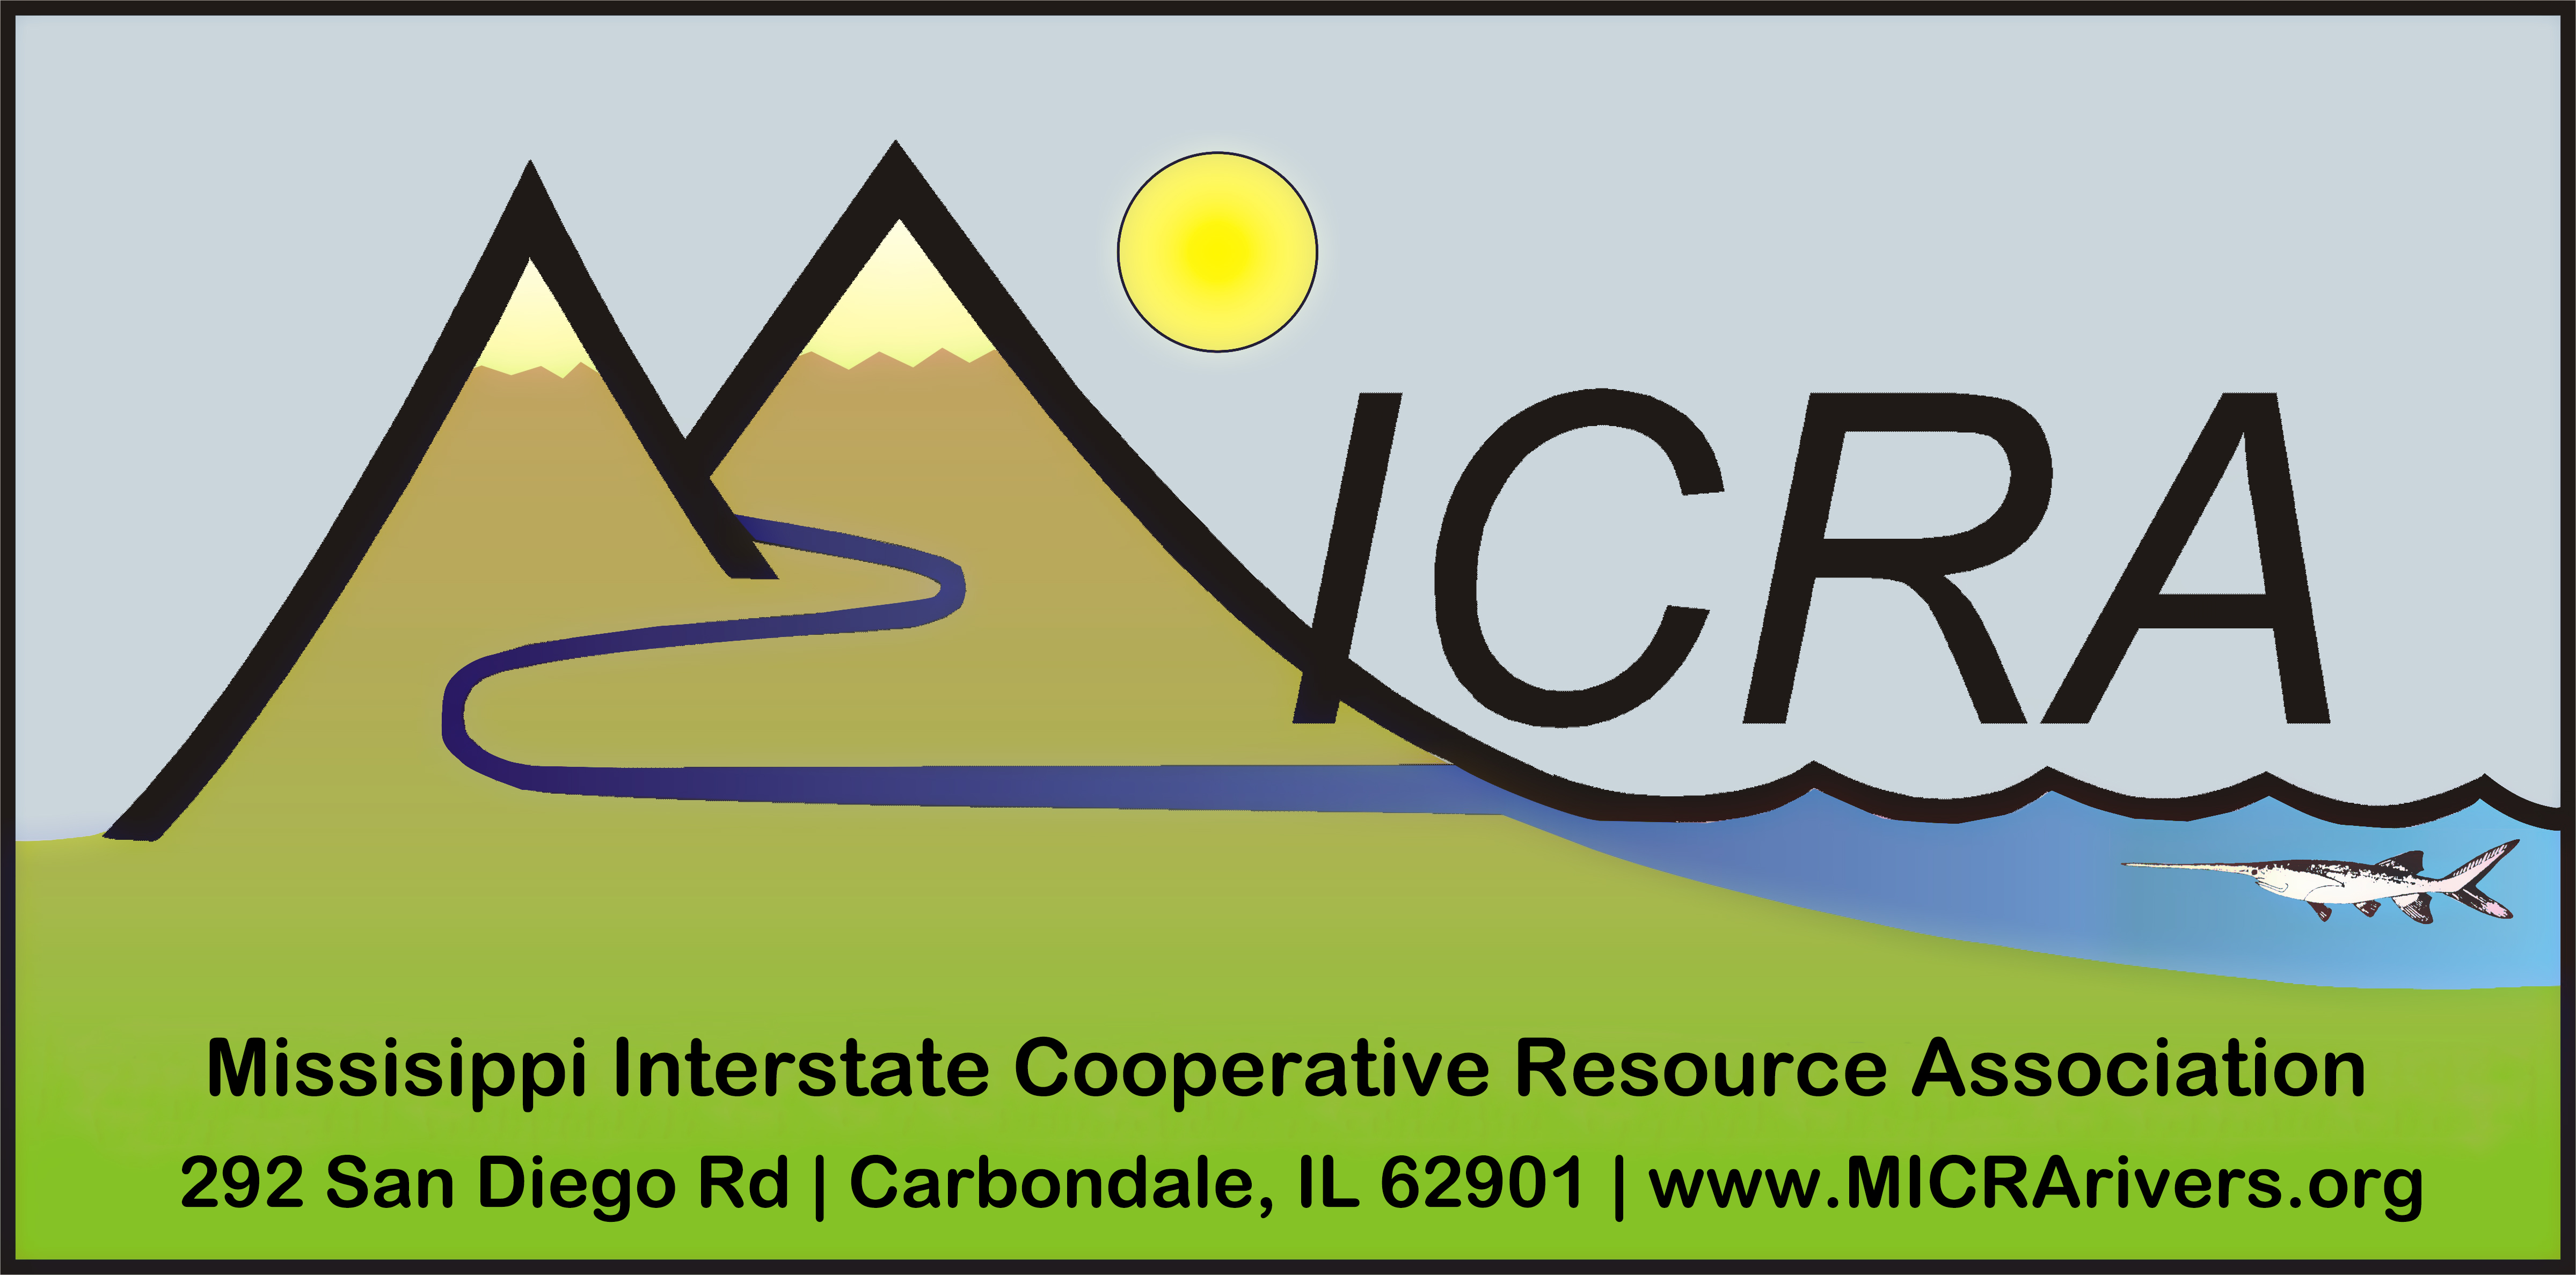 MICRA
Missisippi Interstate Cooperative Resource Association
292 San Diego Rd | Carbondale, IL 62901 | www.MICRArivers.org